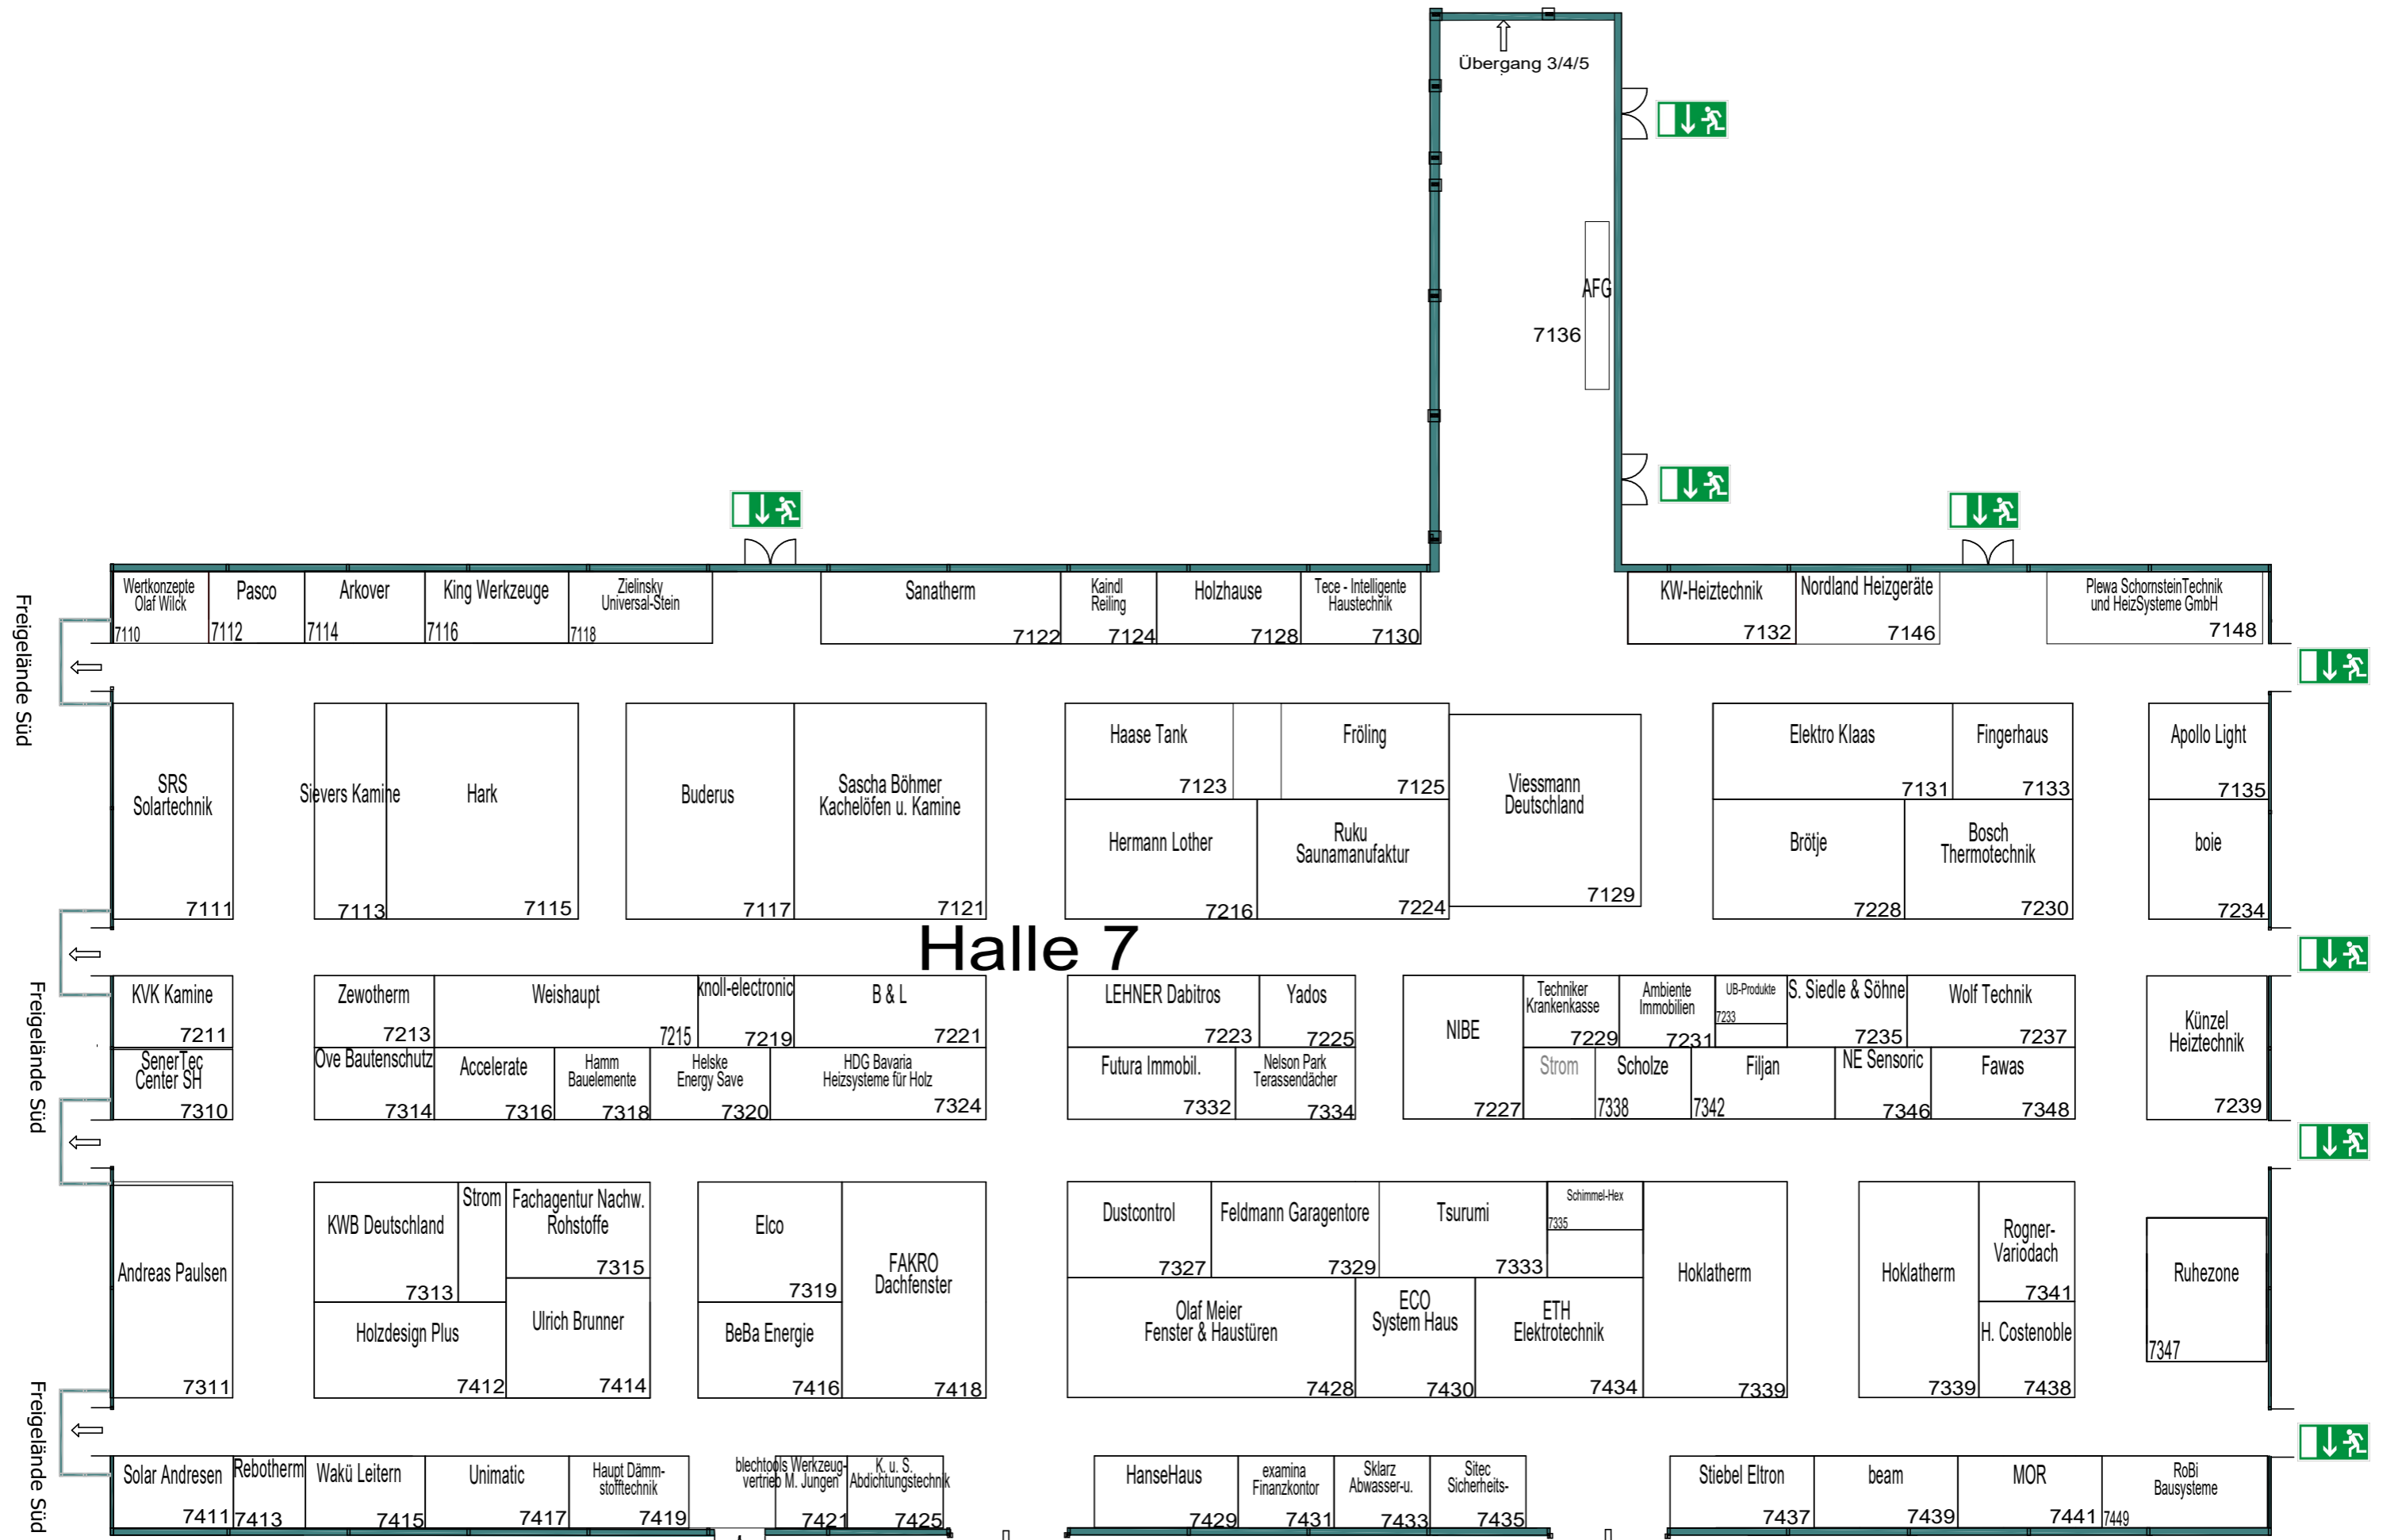 Übergang 3/4/5
AFG
7136
Wertkonzepte
Olaf Wilck
7110
Pasco
7112
Arkover
7114
King Werkzeuge
7116
Zielinsky
Universal-Stein
7118
Sanatherm
7122
Kaindl
Reiling
7124
Holzhause
7128
Tece - Intelligente
Haustechnik
7130
KW-Heiztechnik
7132
Nordland Heizgeräte
7146
Plewa SchornsteinTechnik
und HeizSysteme GmbH
7148
Freigelände Süd
SRS
Solartechnik
7111
Sievers Kamine
7113
Hark
7115
Buderus
7117
Sascha Böhmer
Kachelöfen u. Kamine
7121
Haase Tank
7123
Fröling
7125
Viessmann
Deutschland
7129
Elektro Klaas
7131
Fingerhaus
7133
Apollo Light
7135
Hermann Lother
7216
Ruku
Saunamanufaktur
7224
Brötje
7228
Bosch
Thermotechnik
7230
boie
7234
Halle 7
Freigelände Süd
KVK Kamine
7211
Zewotherm
7213
Weishaupt
7215
knoll-electronic
7219
B & L
7221
LEHNER Dabitros
7223
Yados
7225
NIBE
7227
Techniker
Krankenkasse
7229
Ambiente
Immobilien
7231
UB-Produkte
7233
S. Siedle & Söhne
7235
Wolf Technik
7237
Künzel
Heiztechnik
7239
SenerTec
Center SH
7310
Ove Bautenschutz
7314
Accelerate
7316
Hamm
Bauelemente
7318
Helske
Energy Save
7320
HDG Bavaria
Heizsysteme für Holz
7324
Futura Immobil.
7332
Nelson Park
Terassendächer
7334
Strom
Scholze
7338
Filjan
7342
NE Sensoric
7346
Fawas
7348
Andreas Paulsen
7311
KWB Deutschland
7313
Strom
Fachagentur Nachw.
Rohstoffe
7315
Elco
7319
FAKRO
Dachfenster
7418
Dustcontrol
7327
Feldmann Garagentore
7329
Tsurumi
7333
Schimmel-Hex
7335
Hoklatherm
7339
Hoklatherm
7339
Rogner-
Variodach
7341
Ruhezone
7347
Holzdesign Plus
7412
Ulrich Brunner
7414
BeBa Energie
7416
Olaf Meier
Fenster & Haustüren
7428
ECO
System Haus
7430
ETH
Elektrotechnik
7434
H. Costenoble
7438
Freigelände Süd
Solar Andresen
7411
Rebotherm
7413
Wakü Leitern
7415
Unimatic
7417
Haupt Dämm-
stofftechnik
7419
blechtools Werkzeug-
vertrieb M. Jungen
7421
K. u. S.
Abdichtungstechnik
7425
HanseHaus
7429
examina
Finanzkontor
7431
Sklarz
Abwasser-u.
7433
Sitec
Sicherheits-
7435
Stiebel Eltron
7437
beam
7439
MOR
7441
RoBi
Bausysteme
7449